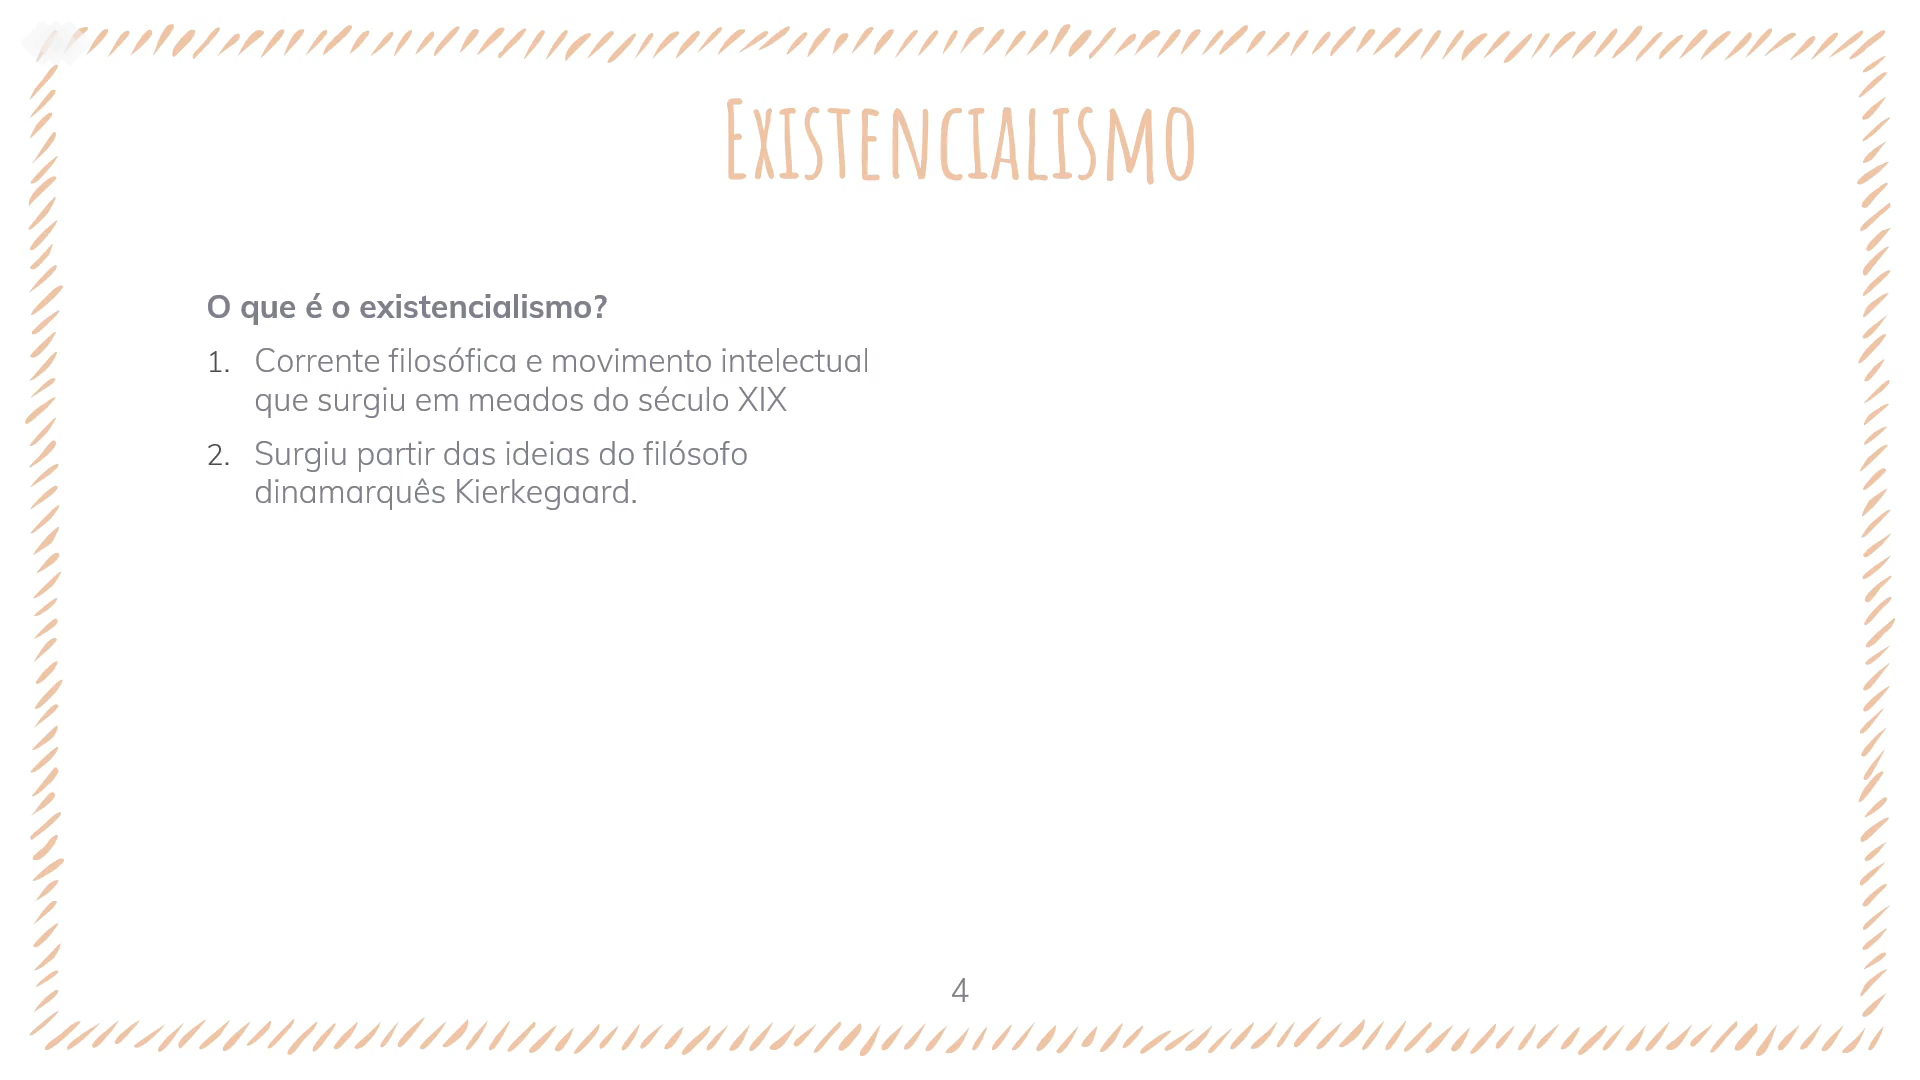 Existencialismo
O que é o existencialismo?
1. Corrente filosófica e movimento intelectual
que surgiu em meados do século XIX
2. Surgiu partir das ideias do filósofo
dinamarquês Kierkegaard.
4